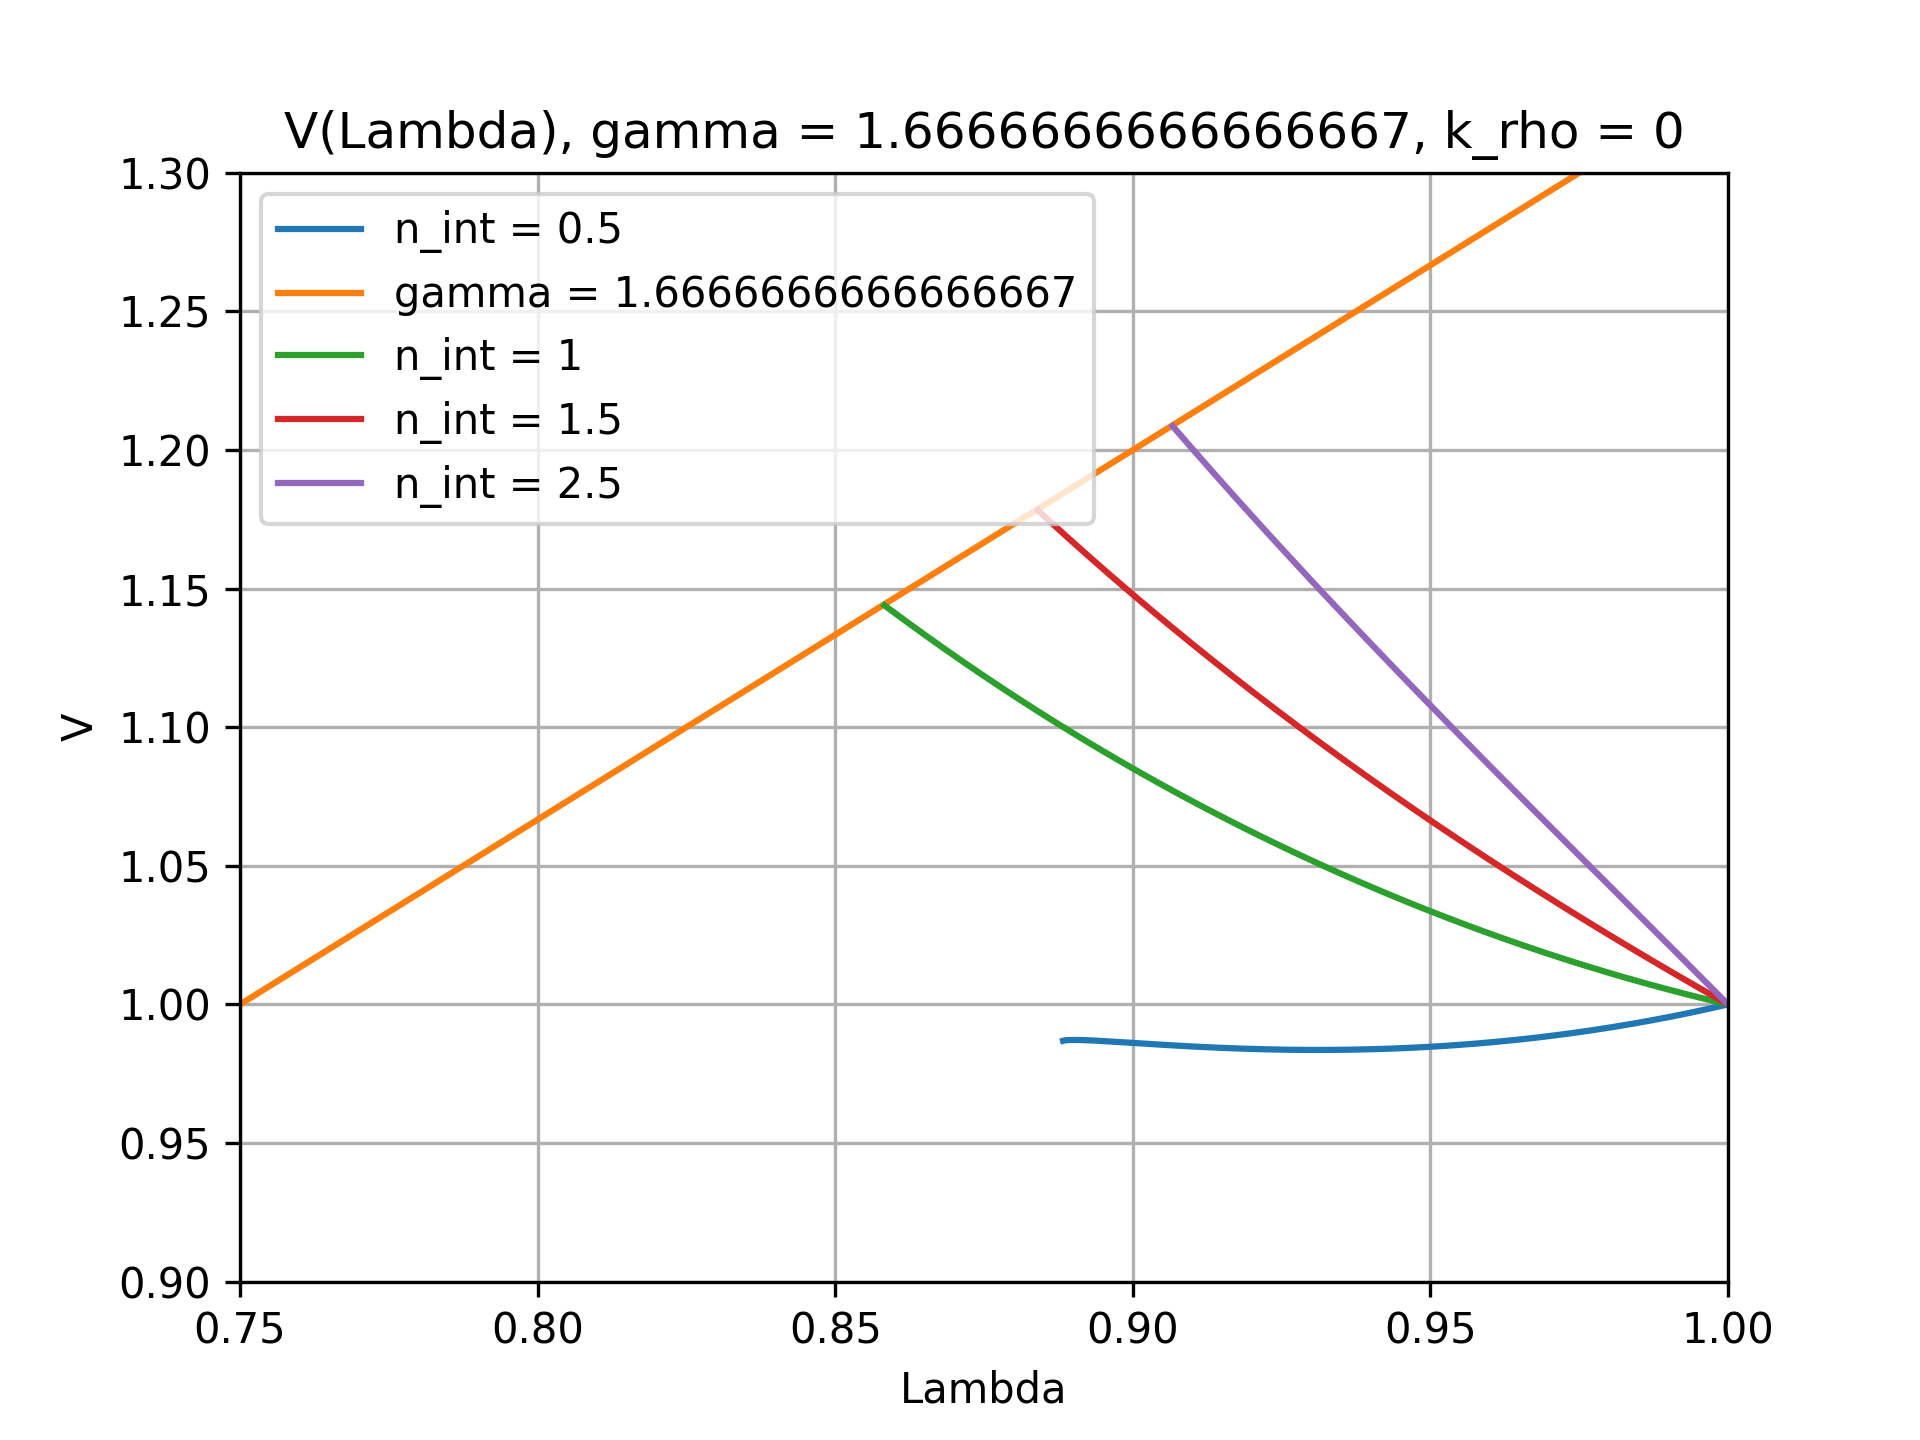 V(Lambda), gamma = 1.6666666666666667, k_rho = 0
1.30
1.25
1.20
1.15
1.10
1.05
1.00
0.95
0.90
V
n_int = 0.5
gamma = 1.6666666666666667
n_int = 1
n_int = 1.5
n_int = 2.5
0.75 0.80 0.85 0.90 0.95 1.00
Lambda